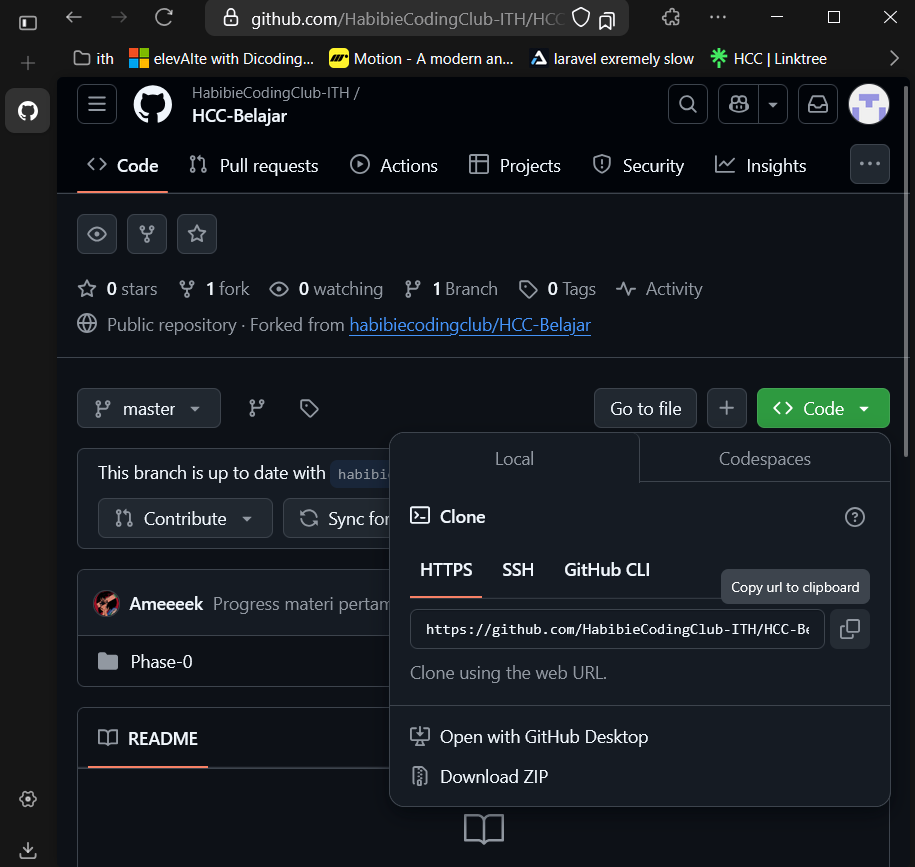 github.com/HabibieCodingClub-ITH/HCC
ith
elevAIte with Dicoding...
Motion - A modern an...
laravel exremely slow
HCC | Linktree
HabibieCodingClub-ITH /
HCC-Belajar
Code
Pull requests
Actions
Projects
Security
Insights
0 stars
1 fork
0 watching
1 Branch
0 Tags
Activity
Public repository · Forked from habibiecodingclub/HCC-Belajar
master
Go to file
Code
This branch is up to date with habibi
Local
Codespaces
Contribute
Sync for
Clone
HTTPS
SSH
GitHub CLI
Copy url to clipboard
Ameeeek Progress materi pertam
https://github.com/HabibieCodingClub-ITH/HCC-Be
Phase-0
Clone using the web URL.
README
Open with GitHub Desktop
Download ZIP